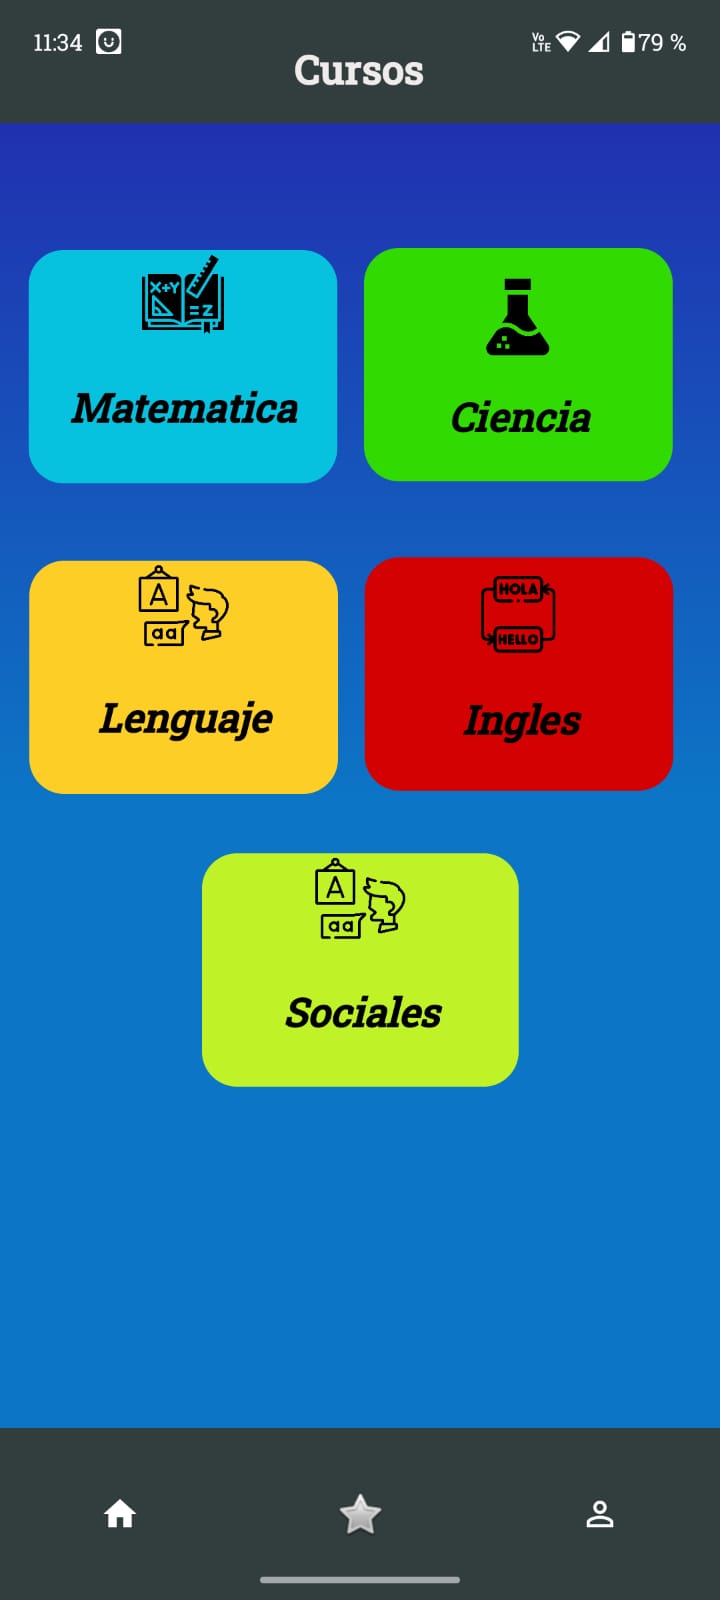 11:34
Vo LTE
79 %
Cursos
X+Y
=Z
Matematica
Ciencia
A
aa
Lenguaje
HOLA
HELLO
Ingles
A
aa
Sociales